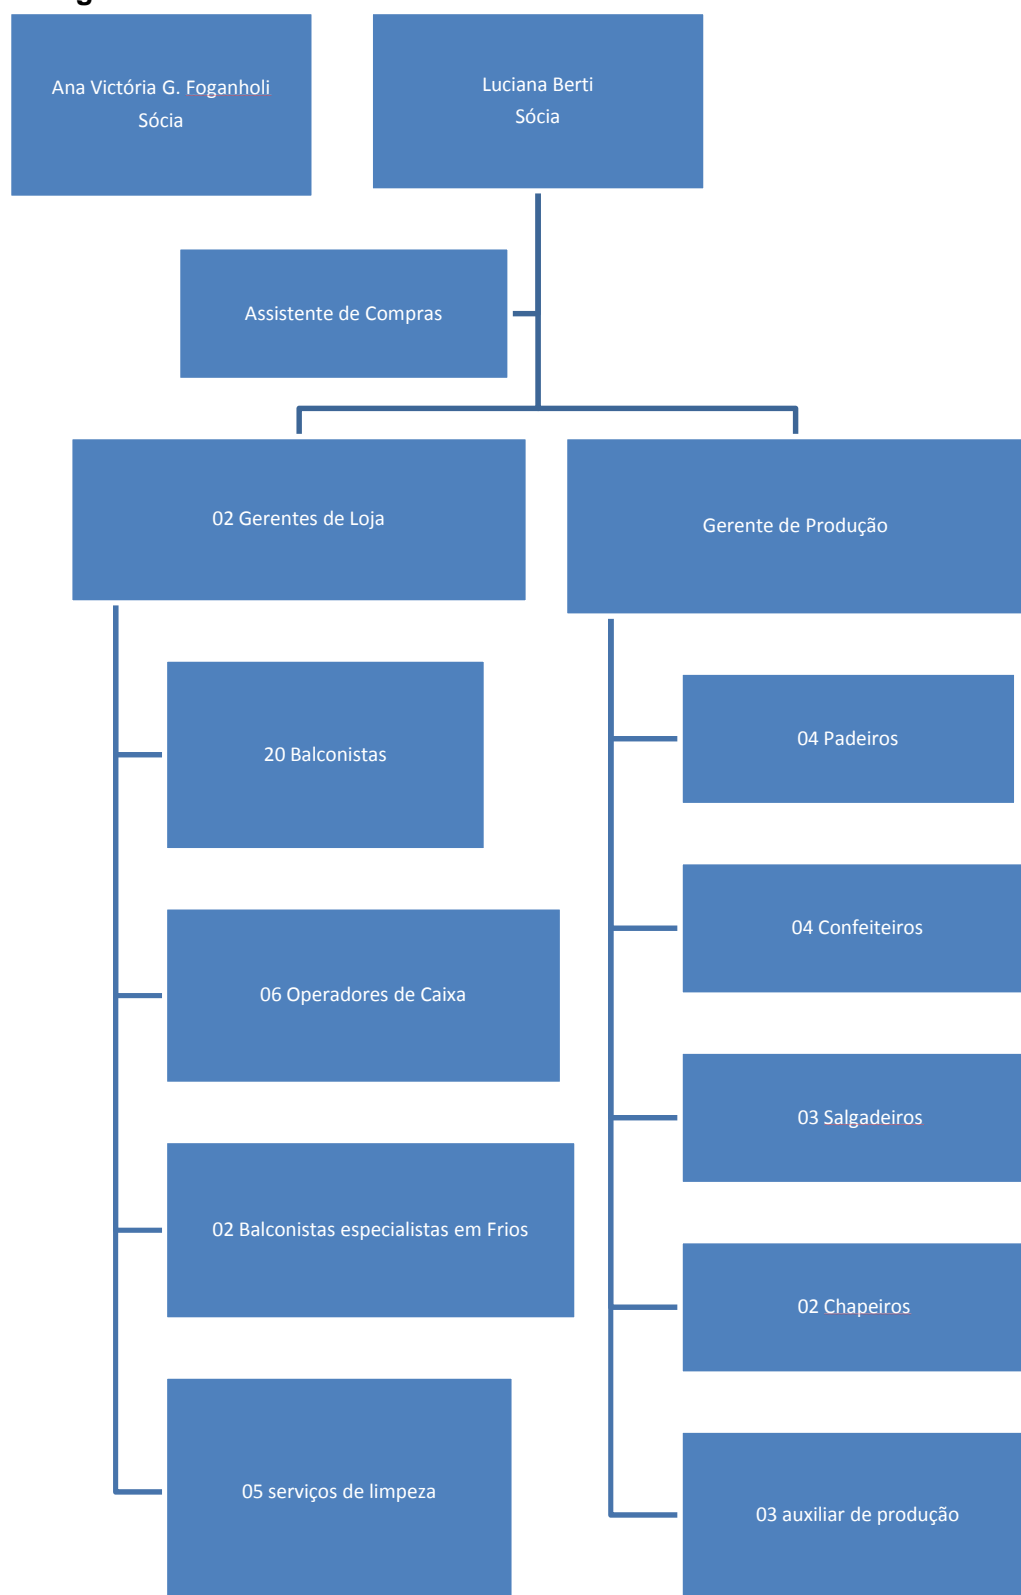 Ana Victória G. Foganholi
Sócia
Luciana Berti
Sócia
Assistente de Compras
02 Gerentes de Loja
Gerente de Produção
20 Balconistas
04 Padeiros
06 Operadores de Caixa
04 Confeiteiros
03 Salgadeiros
02 Balconistas especialistas em Frios
02 Chapeiros
05 serviços de limpeza
03 auxiliar de produção